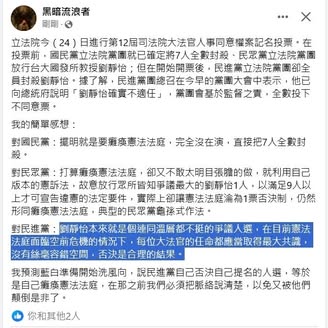 黑暗流浪者
立法院今（24）日進行第12屆司法院大法官人事同意權案記名投票。在
投票前，國民黨立法院黨團就已確定將7人全數封殺、民眾黨立法院黨團
放行台大國發所教授劉靜怡；但在開始開票後，民進黨立法院黨團卻全
員封殺劉靜怡。據了解，民進黨總召在今早的黨團大會中表示，他已
向總統府說明「劉靜怡確實不適任」，黨團會基於監督之責，全數投下
不同意票。
我的簡單感想：
對國民黨：擺明就是要癱瘓憲法法庭，完全沒在演，直接把7人全數封
殺。
對民眾黨：打算癱瘓憲法法庭，卻又不敢太明目張膽的做，就利用自己
版本的憲訴法，故意放行眾所皆知爭議最大的劉靜怡1人，以滿足9人以
上才可宣告違憲的法定要件，實際上卻讓憲法法庭淪為1票否決制，仍然
形同癱瘓憲法法庭，典型的民眾黨龜孫式作法。
對民進黨：劉靜怡本來就是個連同溫層都不挺的爭議人選，在目前憲法
法庭面臨空前危機的情況下，每位大法官的任命都應當取得最大共識，
沒有絲毫容錯空間，否決是合理的結果。
我預測藍白準備開始洗風向，說民進黨自己否決自己提名的人選，等
於是自己癱瘓憲法法庭，在那之前我們必須把脈絡說清楚，以免又被他們
顛倒是非了。
你和其他2人